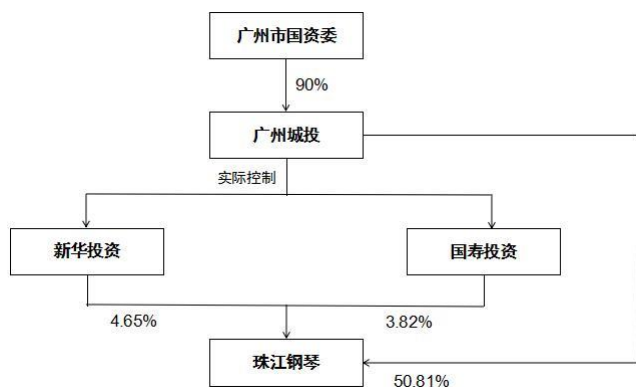 广州市国资委
90%
广州城投
实际控制
新华投资
国寿投资
4.65%
3.82%
珠江钢琴
50.81%